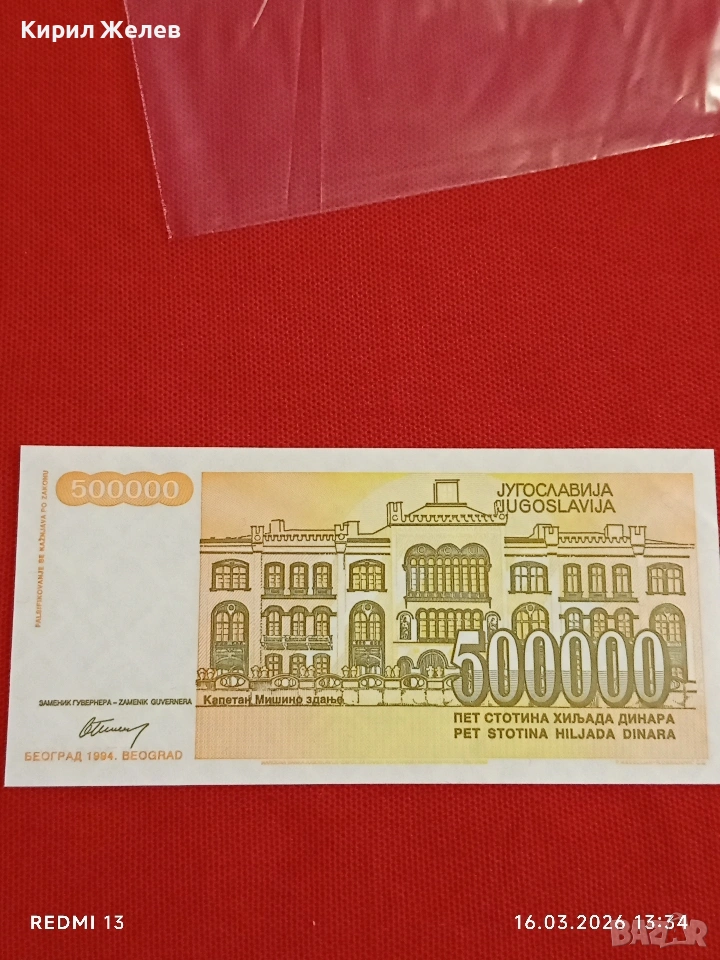 Кирил Желев
500000
FALSIFIKOVANJE SE KAŽNJAVA PO ZAKONU
ЈУГОСЛАВИЈА
JUGOSLAVIJA
500000
ЗАМЕНИК ГУВЕРНЕРА - ZAMENIK GUVERNERA
Капетан Мишино здање
ПЕТ СТОТИНА ХИЉАДА ДИНАРА
PET STOTINA HILJADA DINARA
БЕОГРАД 1994. BEOGRAD
REDMI 13
16.03.2026 13:34
BAZAR